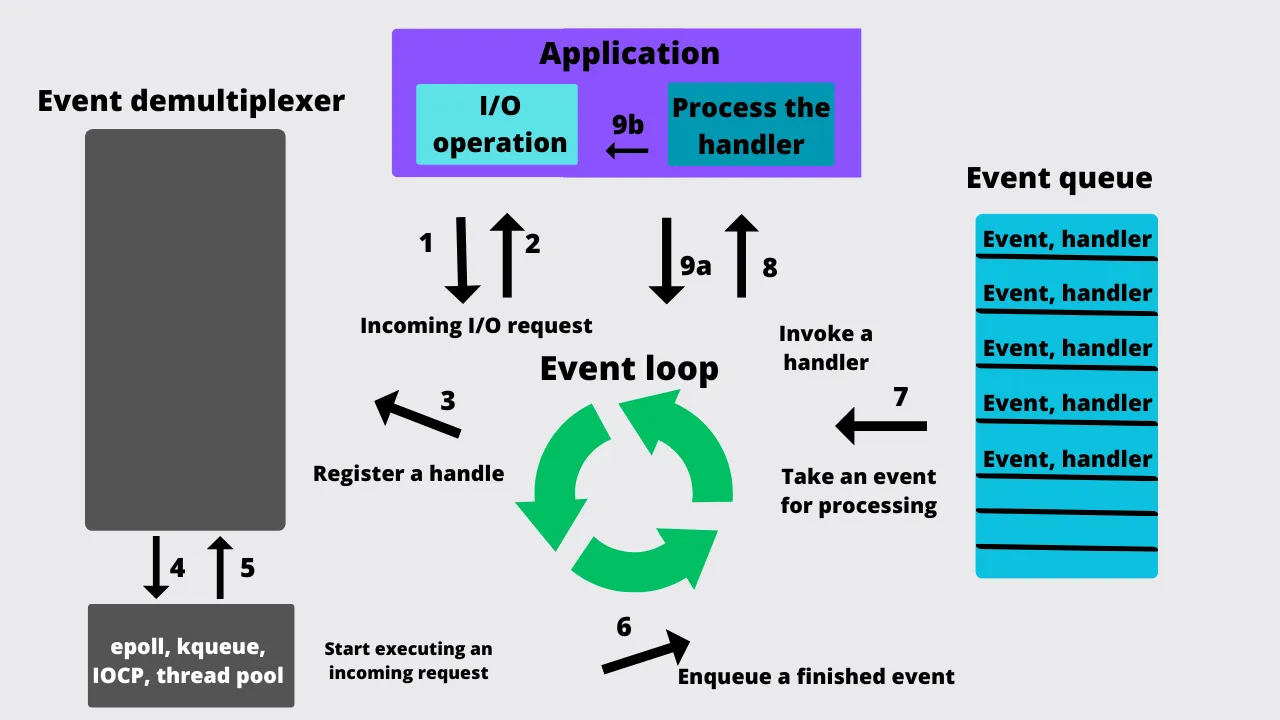 Application
Event demultiplexer
I/O
operation
9b
Process the
handler
Event queue
Event, handler
Event, handler
Event, handler
Event, handler
Event, handler
1
2
9a
8
Incoming I/O request
Invoke a
handler
Event loop
3
7
Register a handle
Take an event
for processing
4
5
6
epoll, kqueue,
IOCP, thread pool
Start executing an
incoming request
Enqueue a finished event